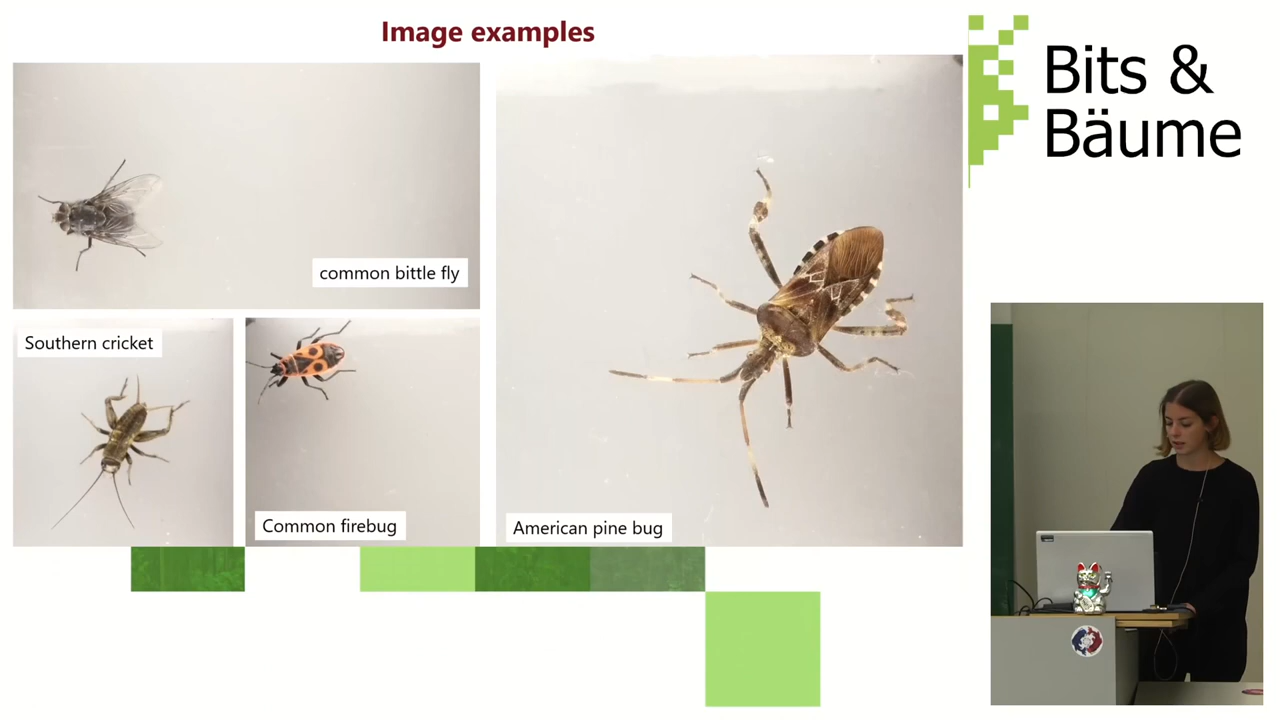 Image examples
Bits &
Bäume
common bittle fly
Southern cricket
Common firebug
American pine bug